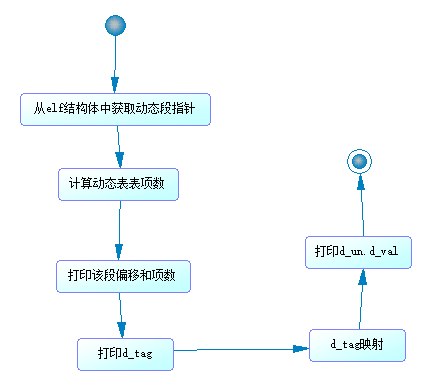 从elf结构体中获取动态段指针
计算动态表表项数
打印该段偏移和项数
打印d_tag
d_tag映射
打印d_un.d_val